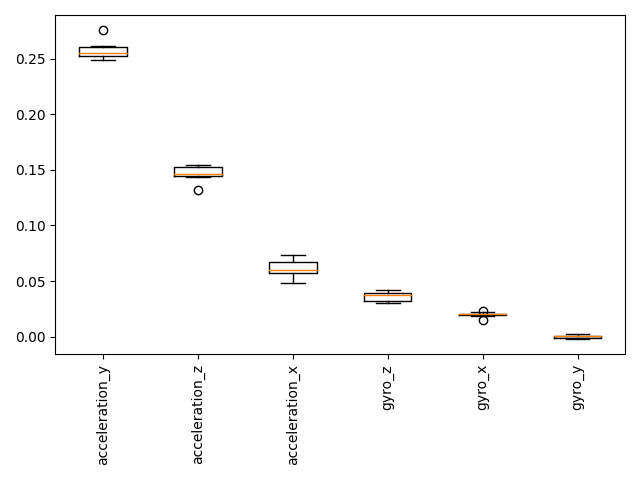 0.25
0.20
0.15
0.10
0.05
0.00
acceleration_y
acceleration_z
acceleration_x
gyro_z
gyro_x
gyro_y